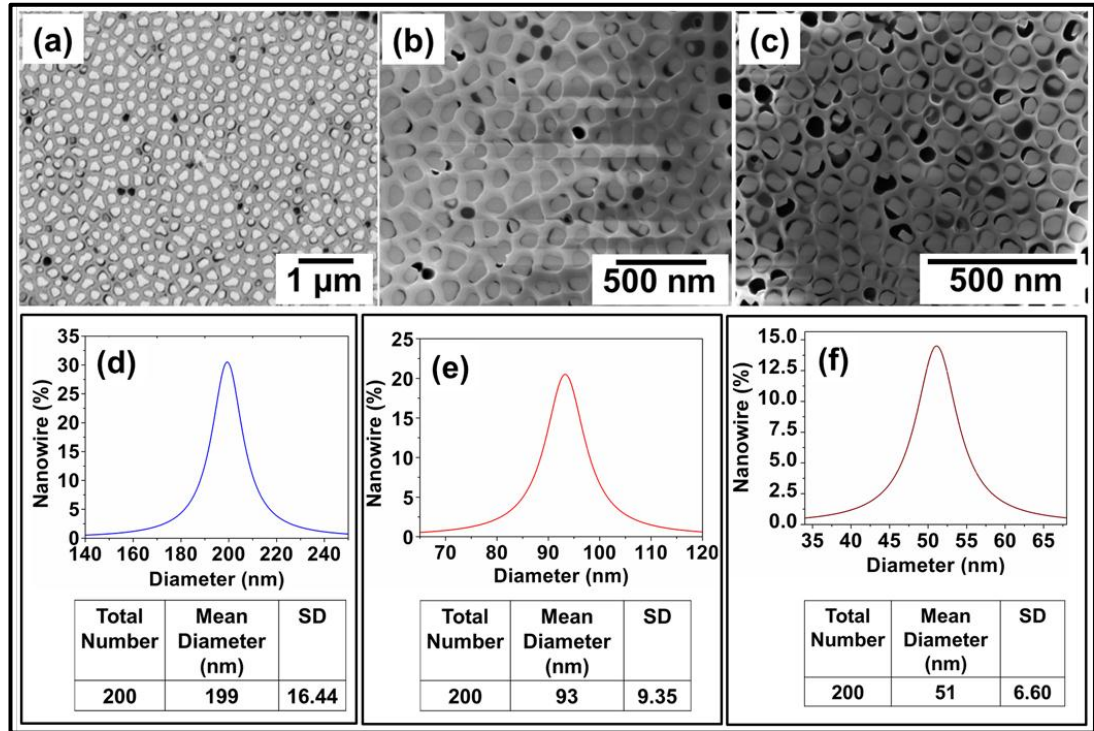 (a)
(b)
(c)
1 µm
500 nm
500 nm
(d)
35
30
25
20
15
10
5
0
Nanowire (%)
140 160 180 200 220 240
Diameter (nm)
Total Number Mean Diameter (nm) SD
200 199 16.44
(e)
25
20
15
10
5
0
Nanowire (%)
70 80 90 100 110 120
Diameter (nm)
Total Number Mean Diameter (nm) SD
200 93 9.35
(f)
15.0
12.5
10.0
7.5
5.0
2.5
0.0
Nanowire (%)
35 40 45 50 55 60 65
Diameter (nm)
Total Number Mean Diameter (nm) SD
200 51 6.60